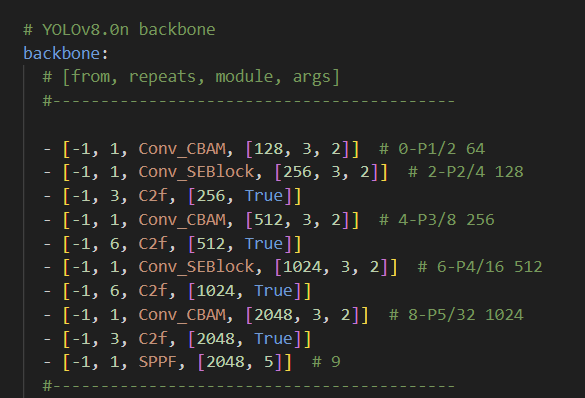 # YOLOv8.0n backbone
backbone:
# [from, repeats, module, args]
#------------------------------------------
- [-1, 1, Conv_CBAM, [128, 3, 2]]  # 0-P1/2 64
- [-1, 1, Conv_SEBlock, [256, 3, 2]]  # 2-P2/4 128
- [-1, 3, C2f, [256, True]]
- [-1, 1, Conv_CBAM, [512, 3, 2]]  # 4-P3/8 256
- [-1, 6, C2f, [512, True]]
- [-1, 1, Conv_SEBlock, [1024, 3, 2]]  # 6-P4/16 512
- [-1, 6, C2f, [1024, True]]
- [-1, 1, Conv_CBAM, [2048, 3, 2]]  # 8-P5/32 1024
- [-1, 3, C2f, [2048, True]]
- [-1, 1, SPPF, [2048, 5]]  # 9
#------------------------------------------